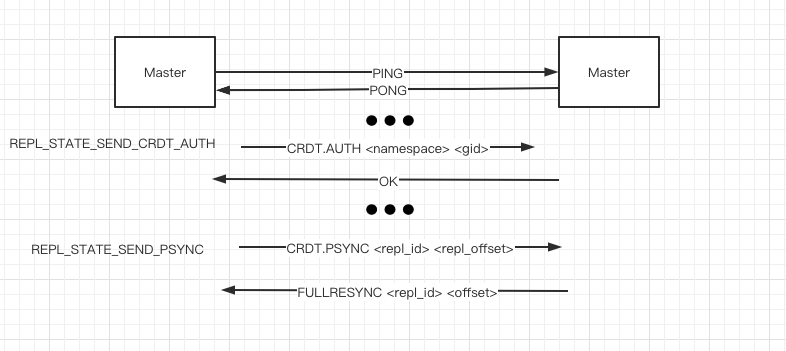 Master
Master
PING
PONG
REPL_STATE_SEND_CRDT_AUTH
CRDT.AUTH <namespace> <gid>
OK
REPL_STATE_SEND_PSYNC
CRDT.PSYNC <repl_id> <repl_offset>
FULLRESYNC <repl_id> <offset>